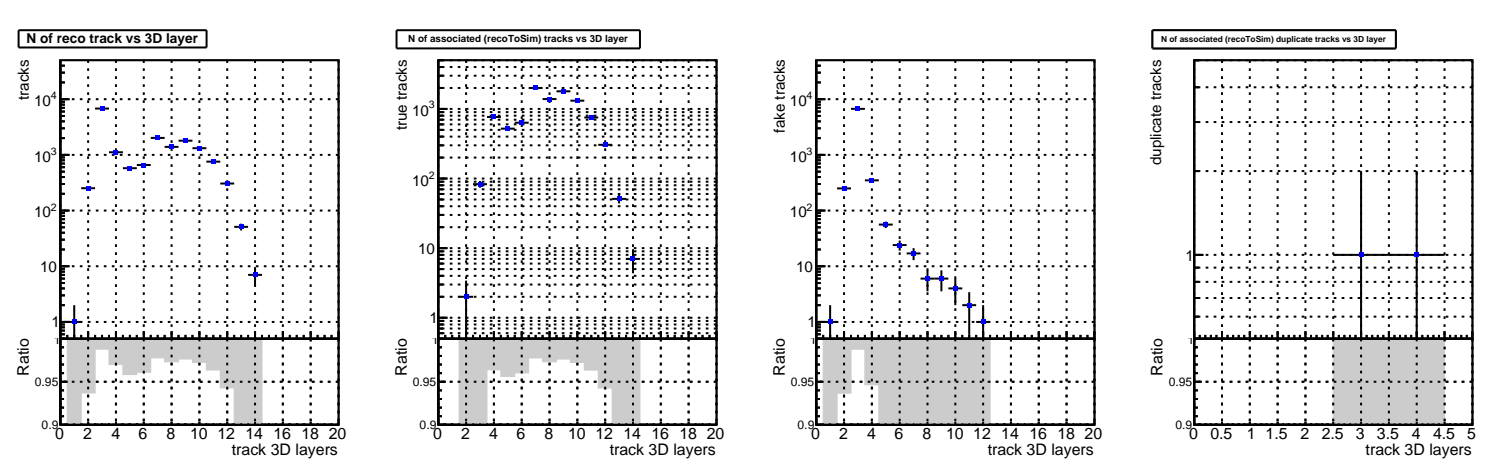 N of reco track vs 3D layer
tracks
10^4
10^3
10^2
10
1
Ratio
1
0.95
0.9
0 2 4 6 8 10 12 14 16 18 20
track 3D layers
N of associated (recoToSim) tracks vs 3D layer
true tracks
10^3
10^2
10
1
Ratio
1
0.95
0.9
0 2 4 6 8 10 12 14 16 18 20
track 3D layers
fake tracks
10^4
10^3
10^2
10
1
Ratio
1
0.95
0.9
0 2 4 6 8 10 12 14 16 18 20
track 3D layers
N of associated (recoToSim) duplicate tracks vs 3D layer
duplicate tracks
1
Ratio
1
0.95
0.9
0 0.5 1 1.5 2 2.5 3 3.5 4 4.5 5
track 3D layers